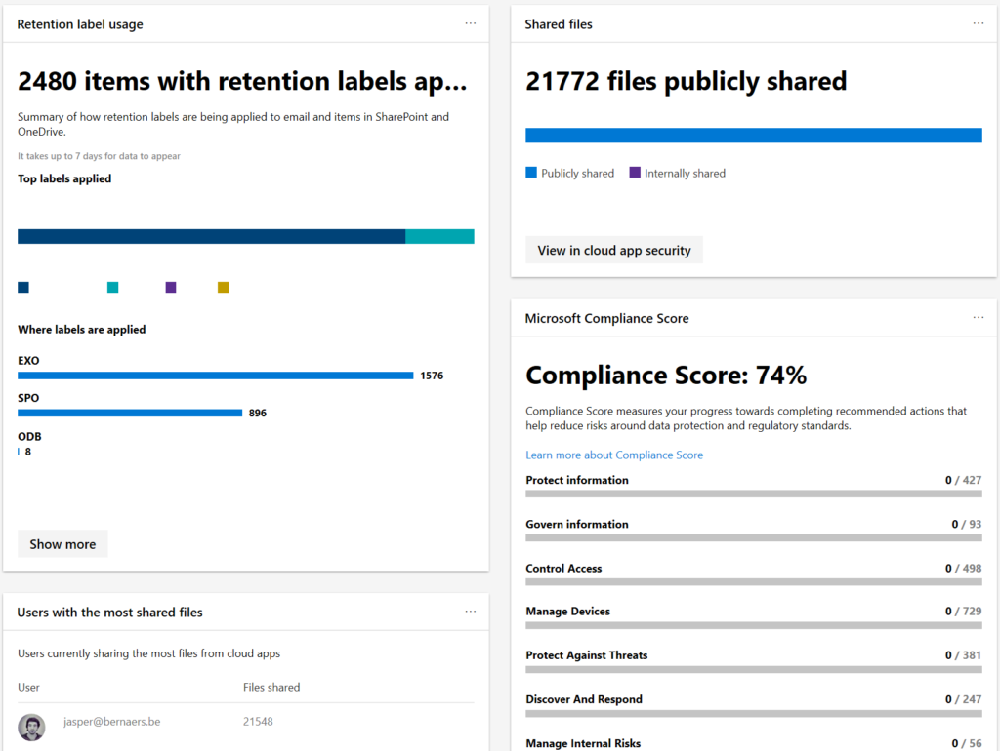 Retention label usage
2480 items with retention labels ap...
Summary of how retention labels are being applied to email and items in SharePoint and
OneDrive.
It takes up to 7 days for data to appear
Top labels applied
Where labels are applied
EXO
1576
SPO
896
ODB
8
Show more
Users with the most shared files
Users currently sharing the most files from cloud apps
User Files shared
jasper@bernaers.be 21548
Shared files
21772 files publicly shared
Publicly shared Internally shared
View in cloud app security
Microsoft Compliance Score
Compliance Score: 74%
Compliance Score measures your progress towards completing recommended actions that
help reduce risks around data protection and regulatory standards.
Learn more about Compliance Score
Protect information 0 / 427
Govern information 0 / 93
Control Access 0 / 498
Manage Devices 0 / 729
Protect Against Threats 0 / 381
Discover And Respond 0 / 247
Manage Internal Risks 0 / 56